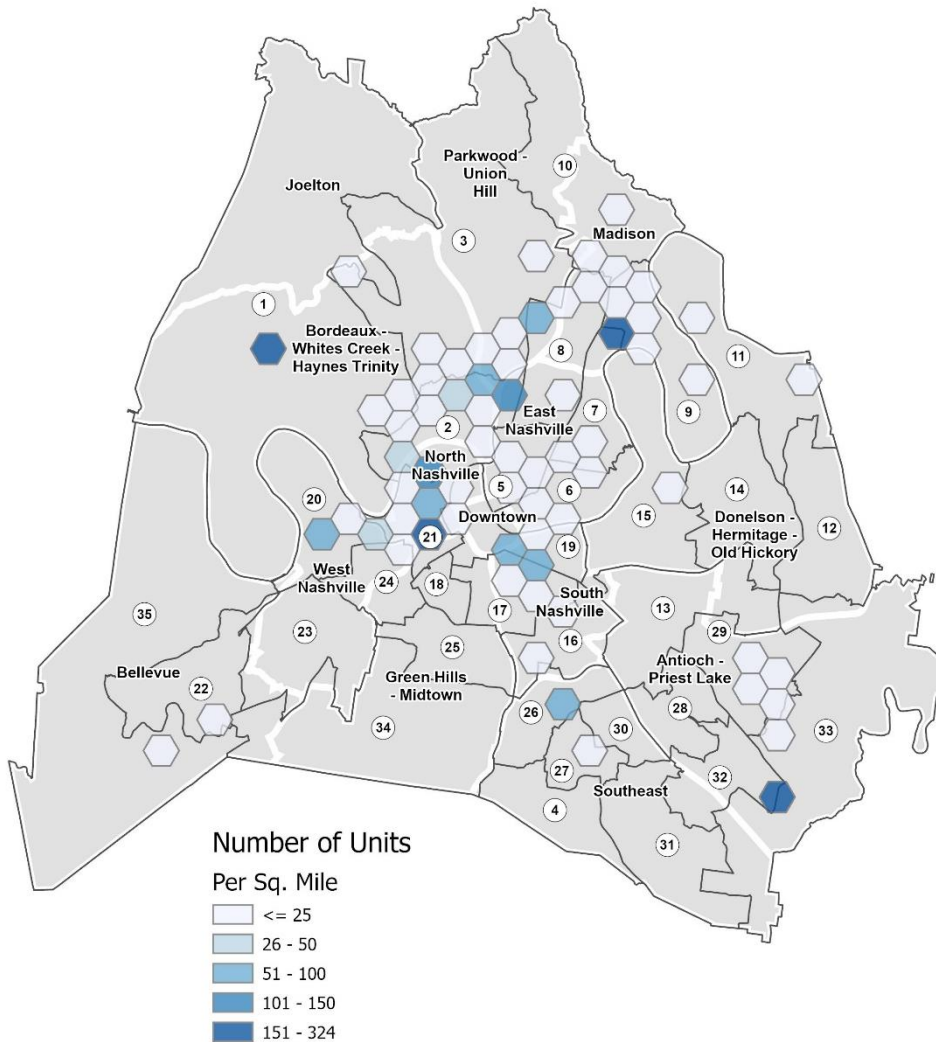 10
Parkwood -
Union
Hill
Joelton
3
Madison
1
Bordeaux -
Whites Creek -
Haynes Trinity
8
11
East
Nashville
7
9
2
North
Nashville
20
5
6
14
15
Downtown
Donelson -
Hermitage -
Old Hickory
12
21
19
West
Nashville
24
18
South
Nashville
17
13
35
23
16
29
25
Antioch -
Priest Lake
Bellevue
Green Hills
- Midtown
22
26
28
34
30
33
27
32
Southeast
4
31
Number of Units
Per Sq. Mile
<= 25
26 - 50
51 - 100
101 - 150
151 - 324